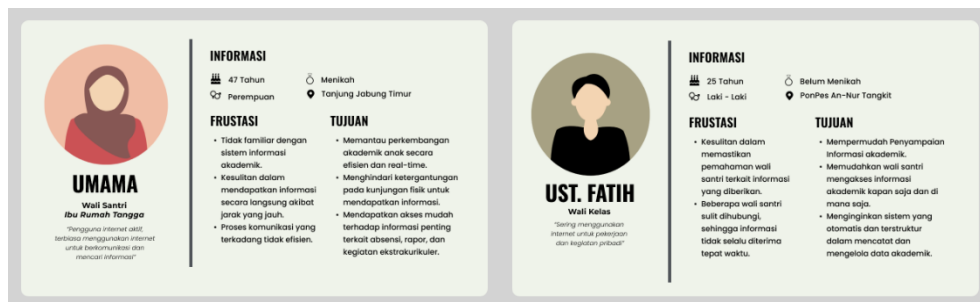 UMAMA
Wali Santri
Ibu Rumah Tangga
"Pengguna internet aktif,
terbiasa menggunakan internet
untuk berkomunikasi dan
mencari informasi"
INFORMASI
47 Tahun
Menikah
Perempuan
Tanjung Jabung Timur
FRUSTASI
• Tidak familiar dengan
sistem informasi
akademik.
• Kesulitan dalam
mendapatkan informasi
secara langsung akibat
jarak yang jauh.
• Proses komunikasi yang
terkadang tidak efisien.
TUJUAN
• Memantau perkembangan
akademik anak secara
efisien dan real-time.
• Menghindari ketergantungan
pada kunjungan fisik untuk
mendapatkan informasi.
• Mendapatkan akses mudah
terhadap informasi penting
terkait absensi, rapor, dan
kegiatan ekstrakurikuler.
UST. FATIH
Wali Kelas
"Sering menggunakan
internet untuk pekerjaan
dan kegiatan pribadi"
INFORMASI
25 Tahun
Belum Menikah
Laki - Laki
PonPes An-Nur Tangkit
FRUSTASI
• Kesulitan dalam
memastikan
pemahaman wali
santri terkait informasi
yang diberikan.
• Beberapa wali santri
sulit dihubungi,
sehingga informasi
tidak selalu diterima
tepat waktu.
TUJUAN
• Mempermudah Penyampaian
Informasi akademik.
• Memudahkan wali santri
mengakses informasi
akademik kapan saja dan di
mana saja.
• Menginginkan sistem yang
otomatis dan terstruktur
dalam mencatat dan
mengelola data akademik.